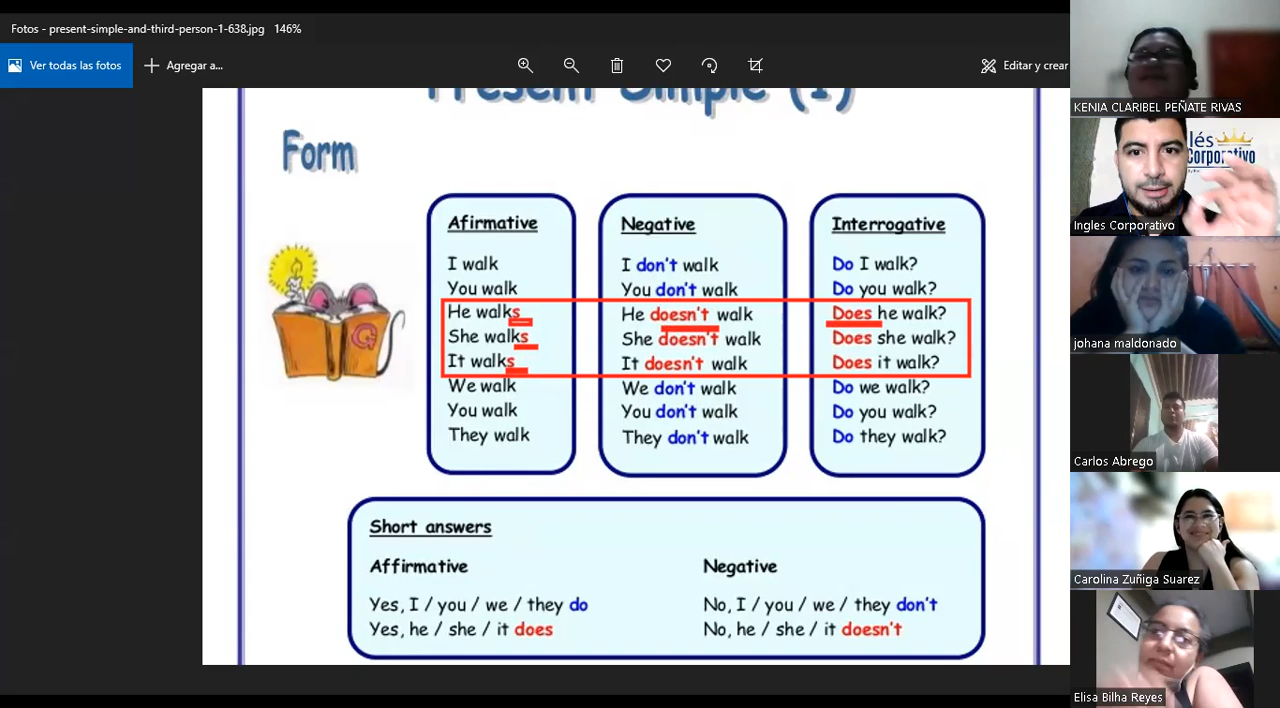 Fotos - present-simple-and-third-person-1-638.jpg 146%
Ver todas las fotos
Agregar a...
Editar y crear
Present Simple (I)
Form
Afirmative
I walk
You walk
He walks
She walks
It walks
We walk
You walk
They walk
Negative
I don't walk
You don't walk
He doesn't walk
She doesn't walk
It doesn't walk
We don't walk
You don't walk
They don't walk
Interrogative
Do I walk?
Do you walk?
Does he walk?
Does she walk?
Does it walk?
Do we walk?
Do you walk?
Do they walk?
G
Short answers
Affirmative
Yes, I / you / we / they do
Yes, he / she / it does
Negative
No, I / you / we / they don't
No, he / she / it doesn't
KENIA CLARIBEL PEÑATE RIVAS
lés
Corporativo
Ingles Corporativo
johana maldonado
Carlos Abrego
Carolina Zuñiga Suarez
Elisa Bilha Reyes